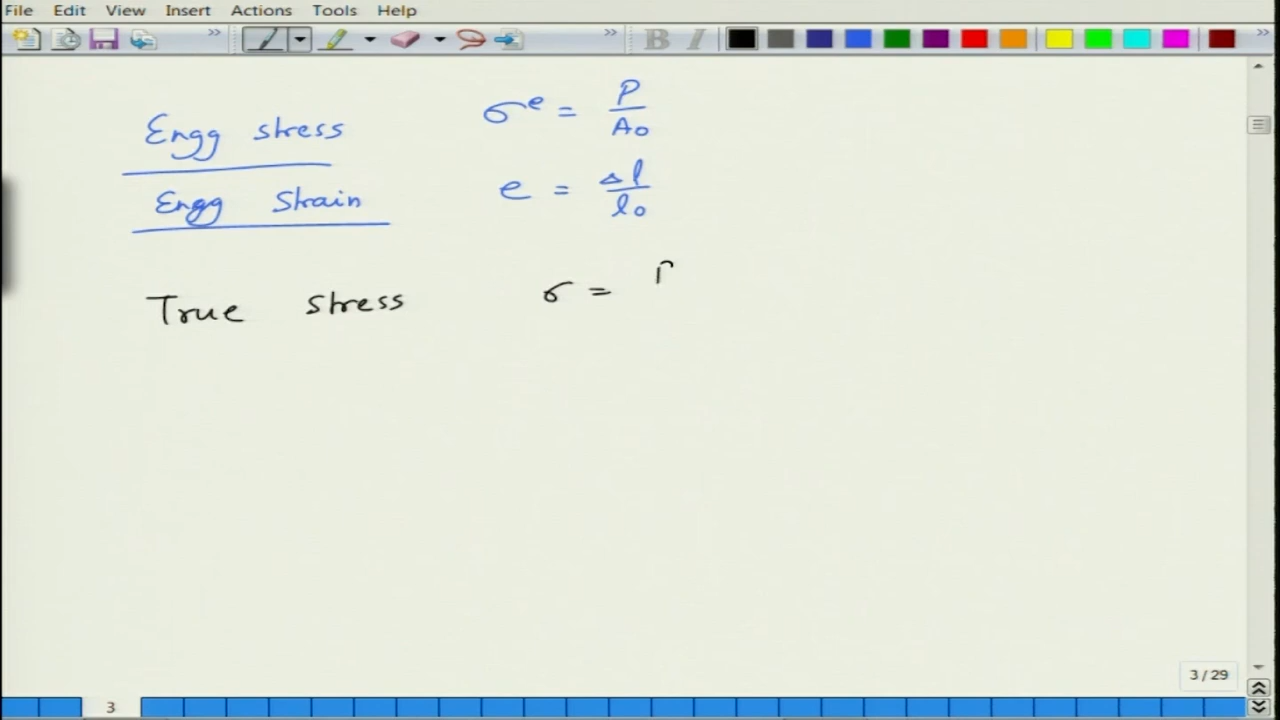 File Edit View Insert Actions Tools Help
B I
Engg stress σᵉ = P/A₀
Engg Strain e = Δl/l₀
True Stress σ =
3 / 29
3